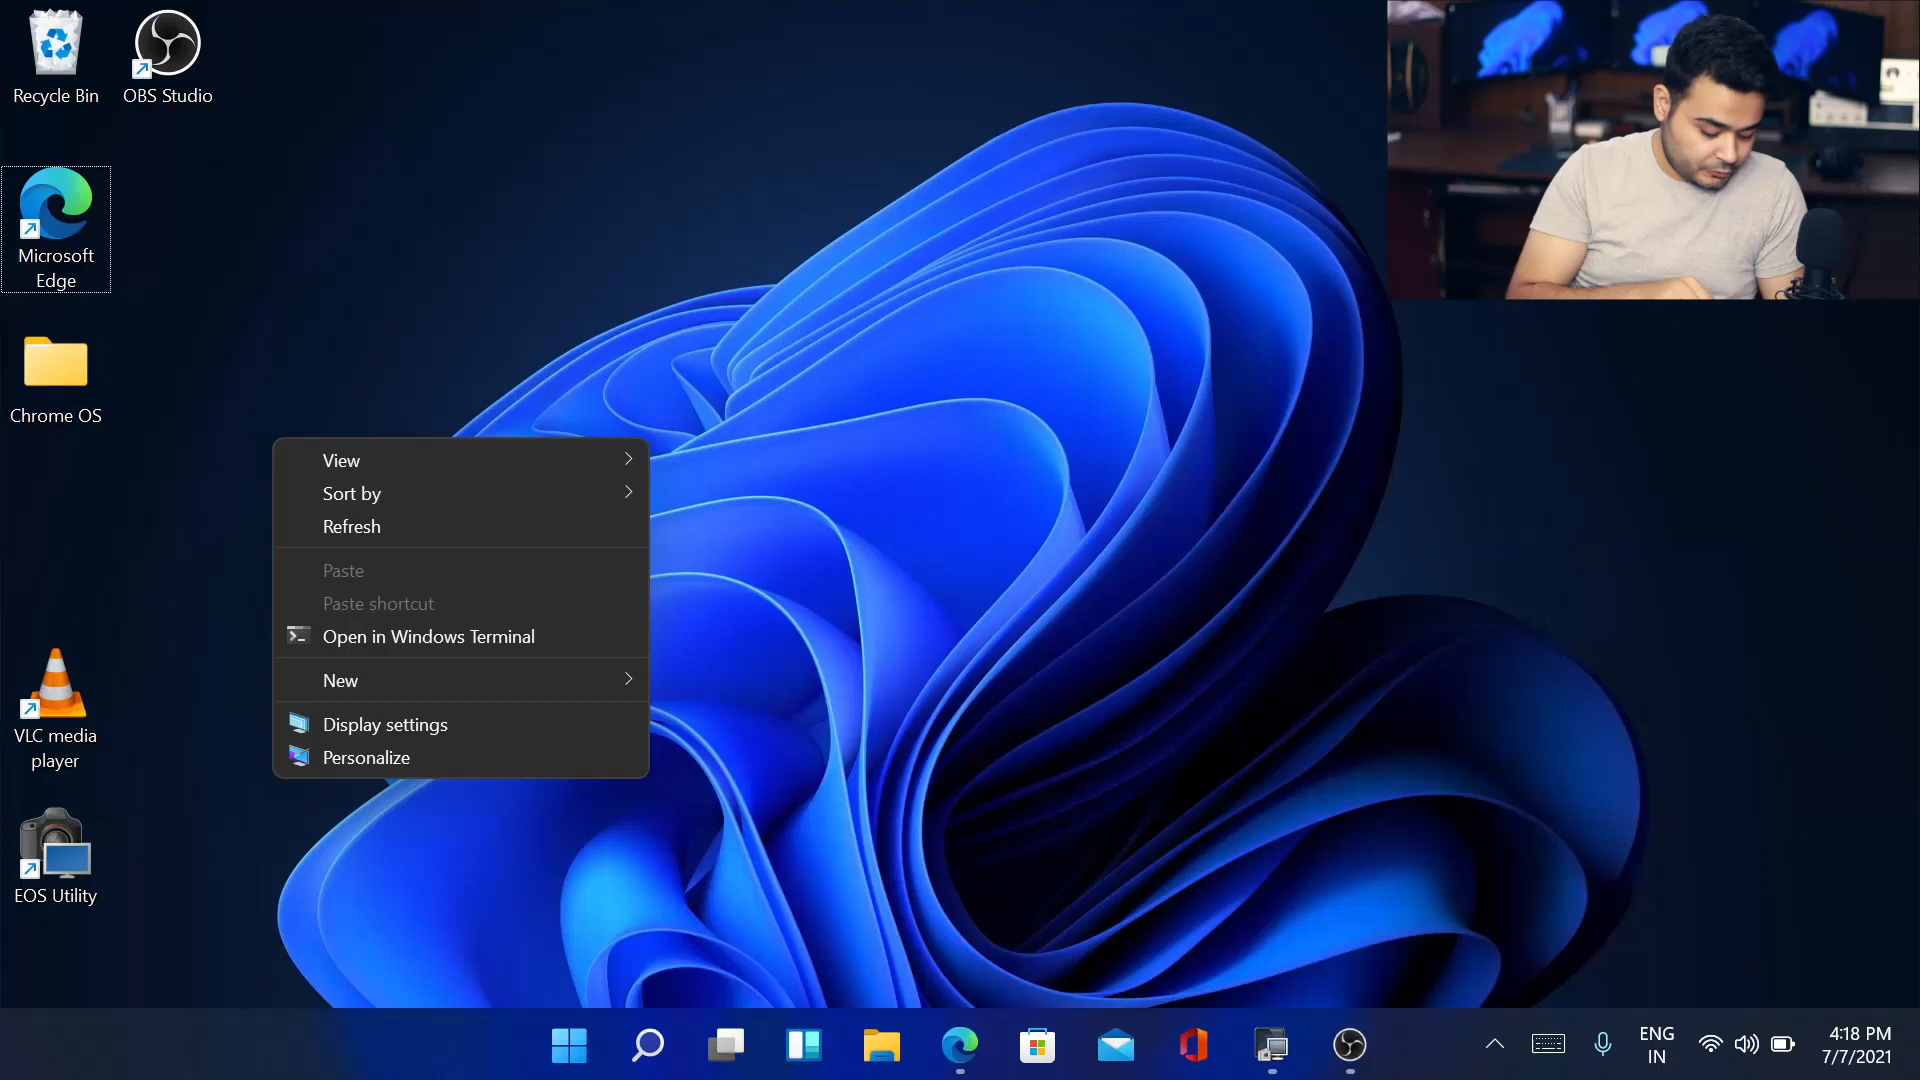 Recycle Bin
OBS Studio
Microsoft
Edge
Chrome OS
VLC media
player
EOS Utility
View
Sort by
Refresh
Paste
Paste shortcut
Open in Windows Terminal
New
Display settings
Personalize
ENG
IN
4:18 PM
7/7/2021